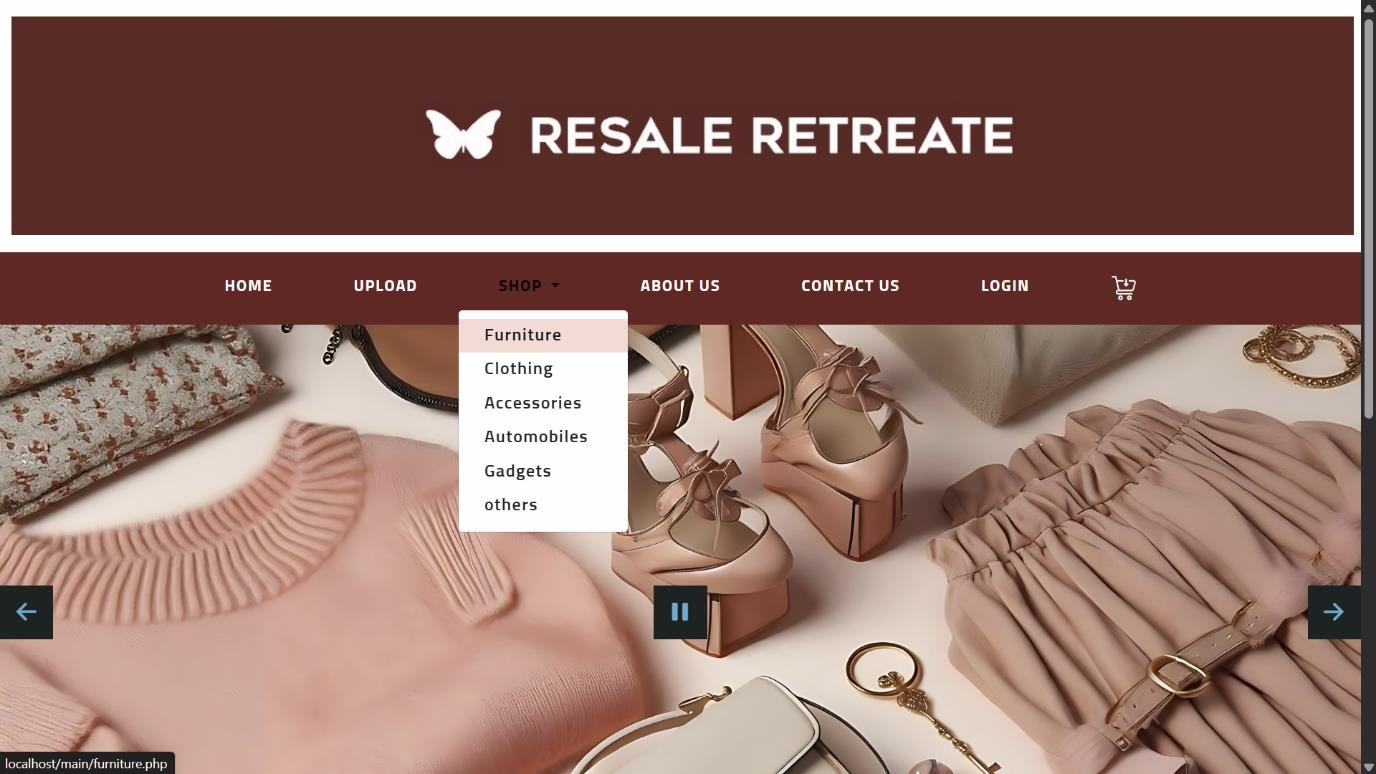 RESALE RETREATE
HOME UPLOAD SHOP ABOUT US CONTACT US LOGIN
Furniture
Clothing
Accessories
Automobiles
Gadgets
others
localhost/main/furniture.php